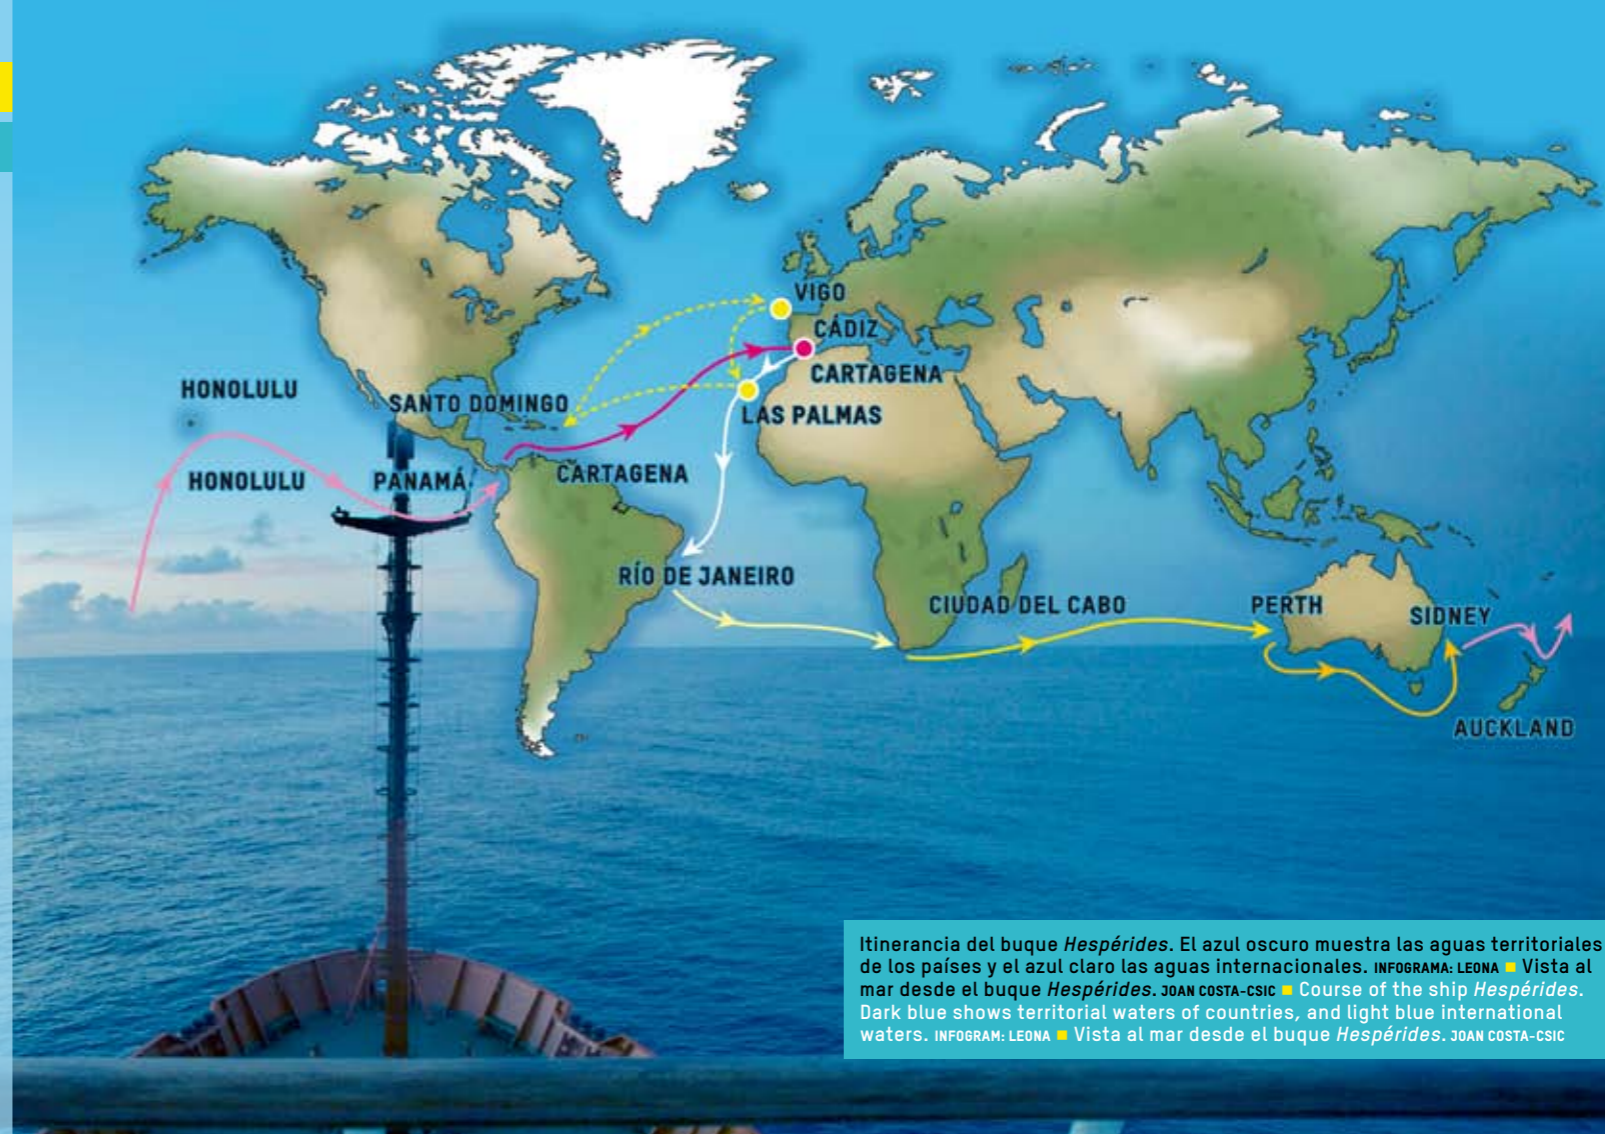 VIGO
CÁDIZ
HONOLULU
CARTAGENA
SANTO DOMINGO
LAS PALMAS
HONOLULU
PANAMÁ
CARTAGENA
RÍO DE JANEIRO
CIUDAD DEL CABO
PERTH
SIDNEY
AUCKLAND
Itinerancia del buque Hespérides. El azul oscuro muestra las aguas territoriales
de los países y el azul claro las aguas internacionales. INFOGRAMA: LEONA ■ Vista al
mar desde el buque Hespérides. JOAN COSTA-CSIC ■ Course of the ship Hespérides.
Dark blue shows territorial waters of countries, and light blue international
waters. INFOGRAM: LEONA ■ Vista al mar desde el buque Hespérides. JOAN COSTA-CSIC